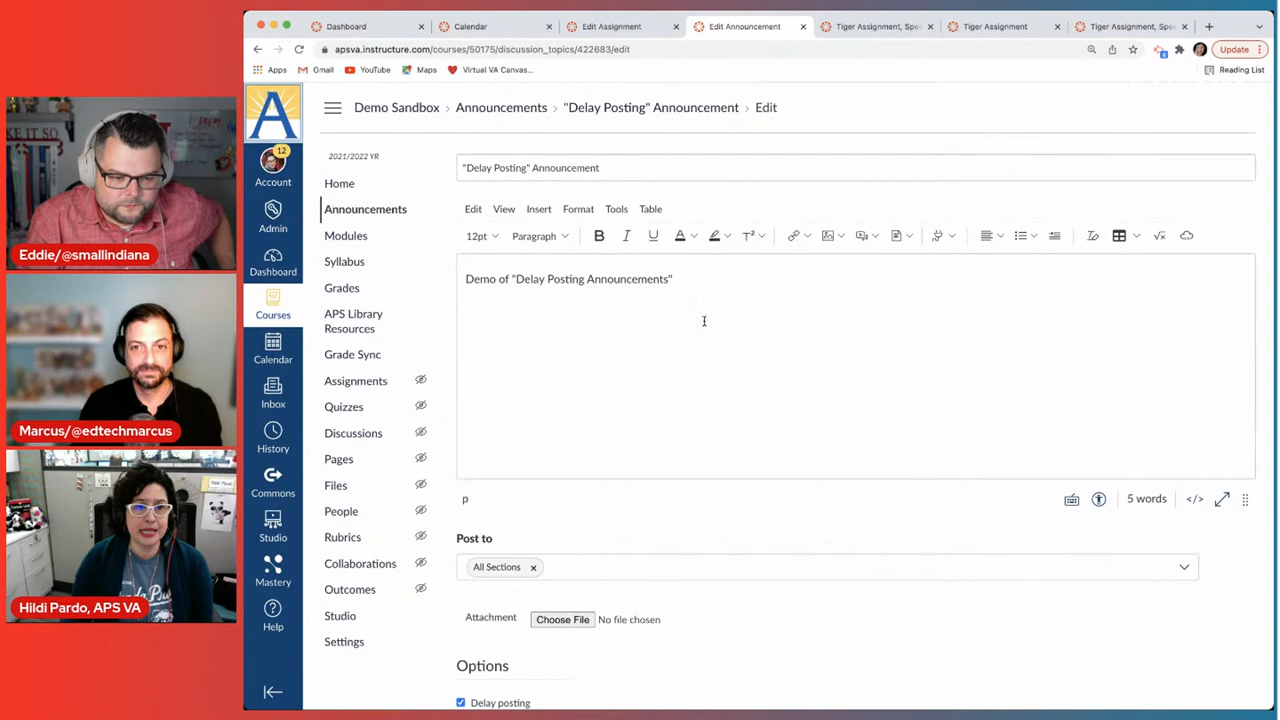 Dashboard
Calendar
Edit Assignment
Edit Announcement
Tiger Assignment, Spe
Tiger Assignment
Tiger Assignment, Spe
apsva.instructure.com/courses/50175/discussion_topics/422683/edit
Update
Apps
Gmail
YouTube
Maps
Virtual VA Canvas...
Reading List
Demo Sandbox > Announcements > "Delay Posting" Announcement > Edit
12
Account
Admin
Dashboard
Courses
Calendar
Inbox
History
Commons
Studio
Mastery
Help
2021/2022 YR
Home
Announcements
Modules
Syllabus
Grades
APS Library
Resources
Grade Sync
Assignments
Quizzes
Discussions
Pages
Files
People
Rubrics
Collaborations
Outcomes
Studio
Settings
"Delay Posting" Announcement
Edit View Insert Format Tools Table
12pt Paragraph B I U A T²
Demo of "Delay Posting Announcements"
p
5 words </>
Post to
All Sections ×
Attachment Choose File No file chosen
Options
Delay posting
Eddie/@smallindiana
Marcus/@edtechmarcus
Hildi Pardo, APS VA